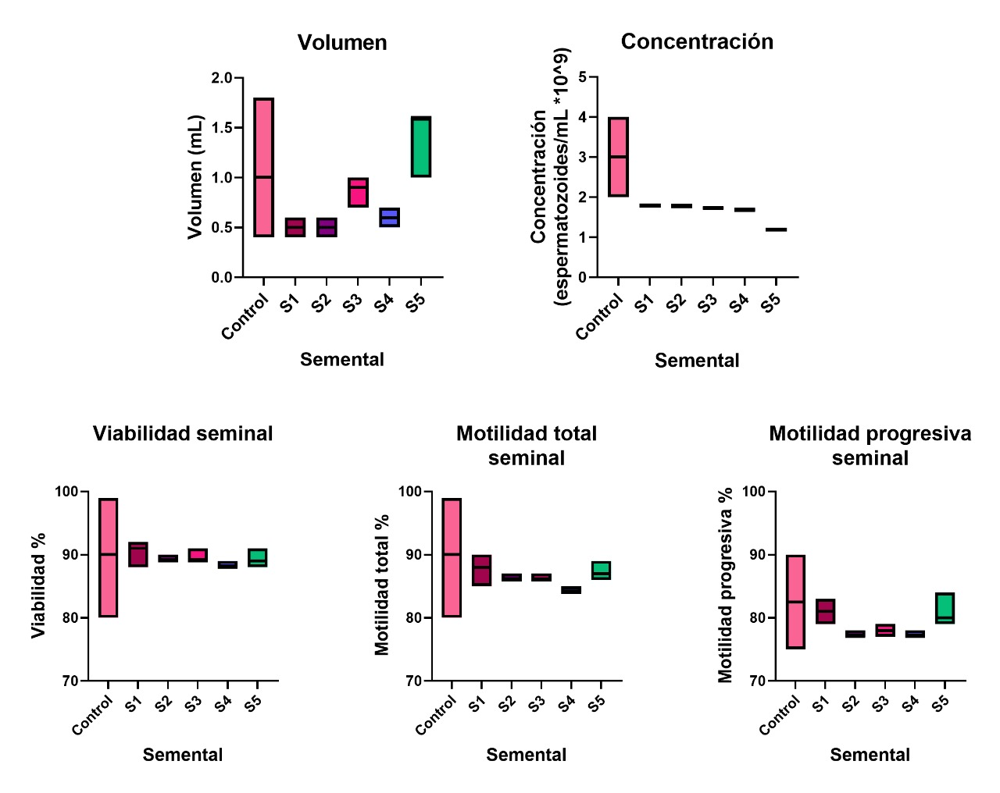 Volumen
Volumen (mL)
2.0
1.5
1.0
0.5
0.0
Control
S1
S2
S3
S4
S5
Semental
Concentración
Concentración
(espermatozoides/mL *10^9)
5
4
3
2
1
0
Control
S1
S2
S3
S4
S5
Semental
Viabilidad seminal
Viabilidad %
100
90
80
70
Control
S1
S2
S3
S4
S5
Semental
Motilidad total
seminal
Motilidad total %
100
90
80
70
Control
S1
S2
S3
S4
S5
Semental
Motilidad progresiva
seminal
Motilidad progresiva %
100
90
80
70
Control
S1
S2
S3
S4
S5
Semental